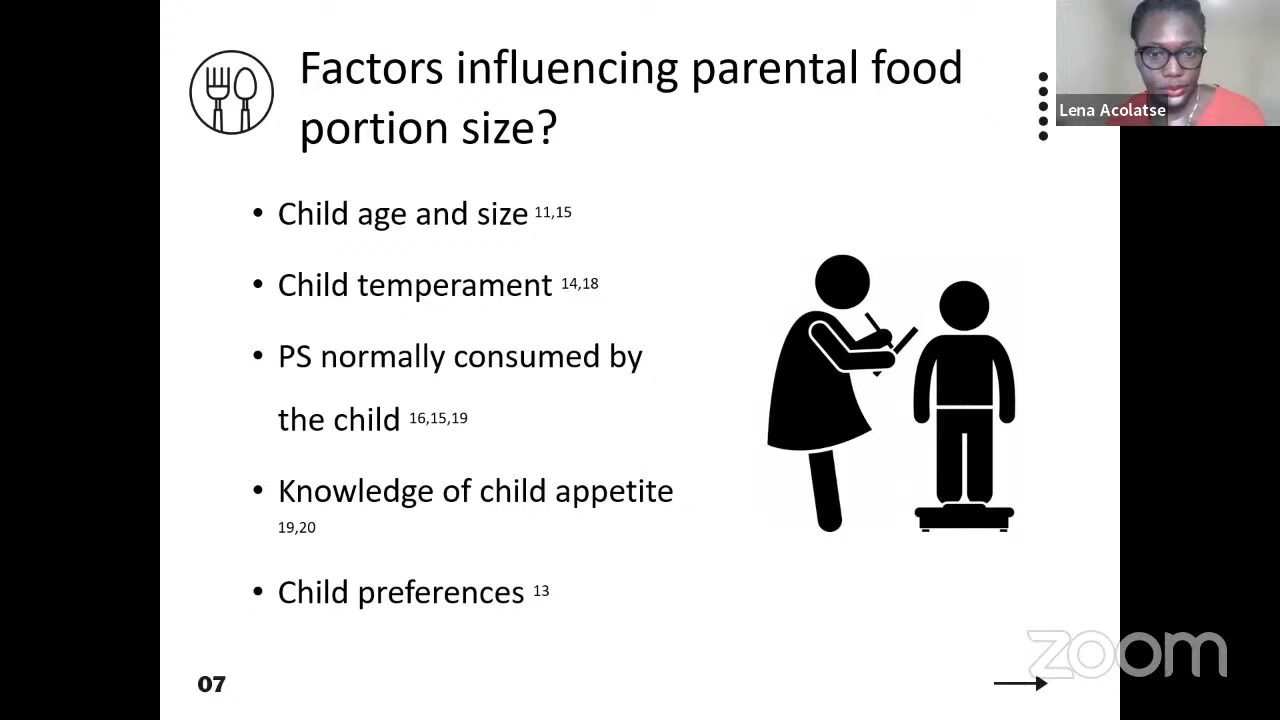 Factors influencing parental food
portion size?
Lena Acolatse
• Child age and size 11,15
• Child temperament 14,18
• PS normally consumed by
the child 16,15,19
• Knowledge of child appetite
19,20
• Child preferences 13
zoom
07